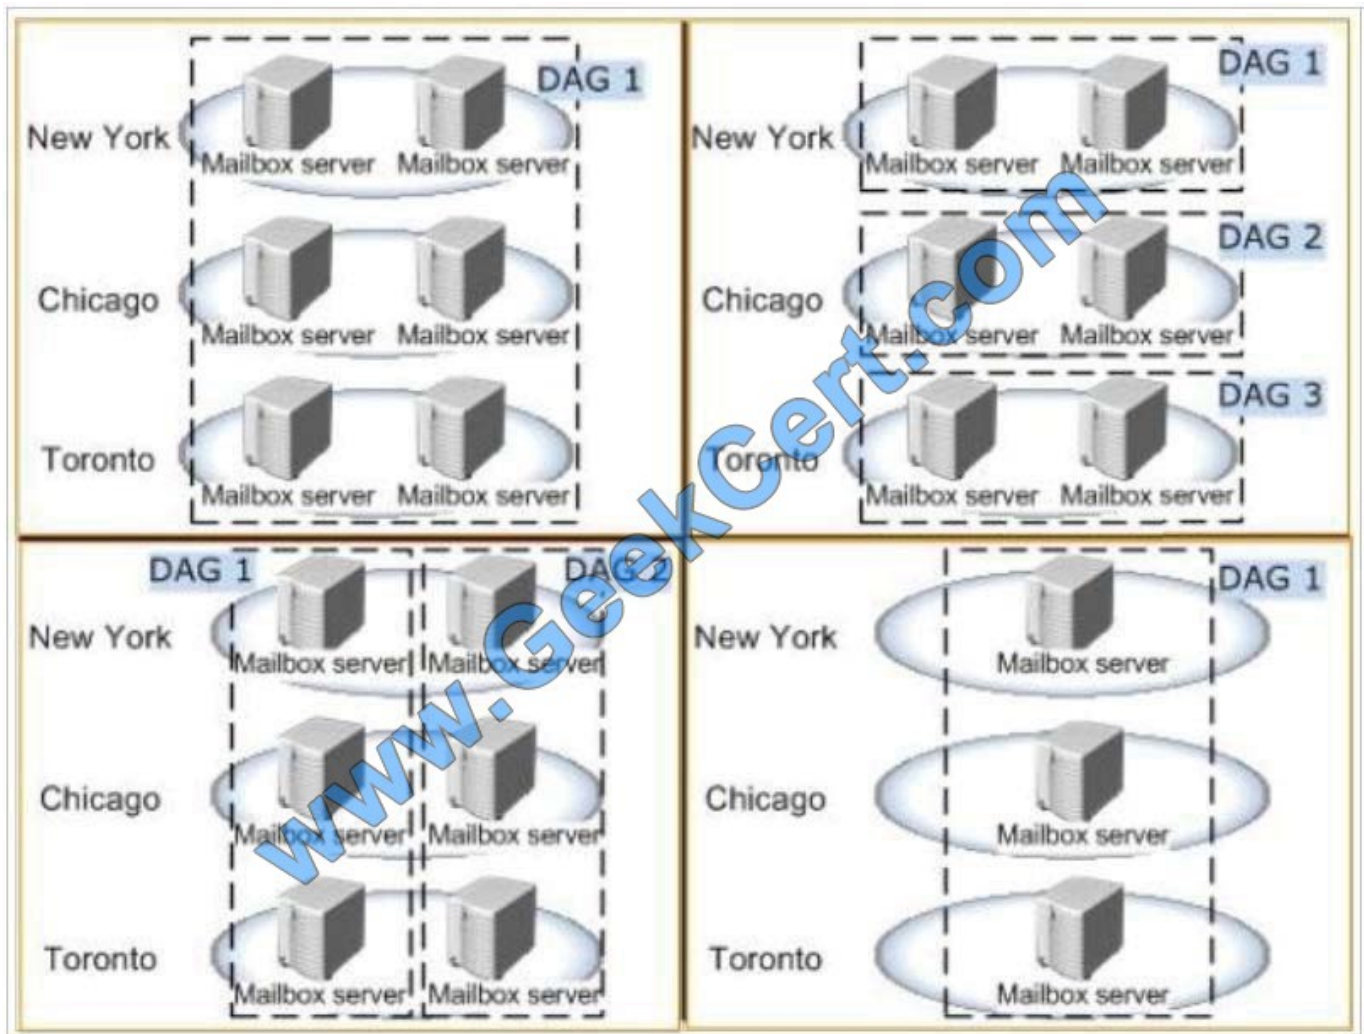 DAG 1
New York
Mailbox server Mailbox server
Chicago
Mailbox server Mailbox server
Toronto
Mailbox server Mailbox server
DAG 1
New York
Mailbox server Mailbox server
DAG 2
Chicago
Mailbox server Mailbox server
DAG 3
Toronto
Mailbox server Mailbox server
DAG 1 DAG 2
New York
Mailbox server Mailbox server
Chicago
Mailbox server Mailbox server
Toronto
Mailbox server Mailbox server
DAG 1
New York
Mailbox server
Chicago
Mailbox server
Toronto
Mailbox server
www.GeekCert.com